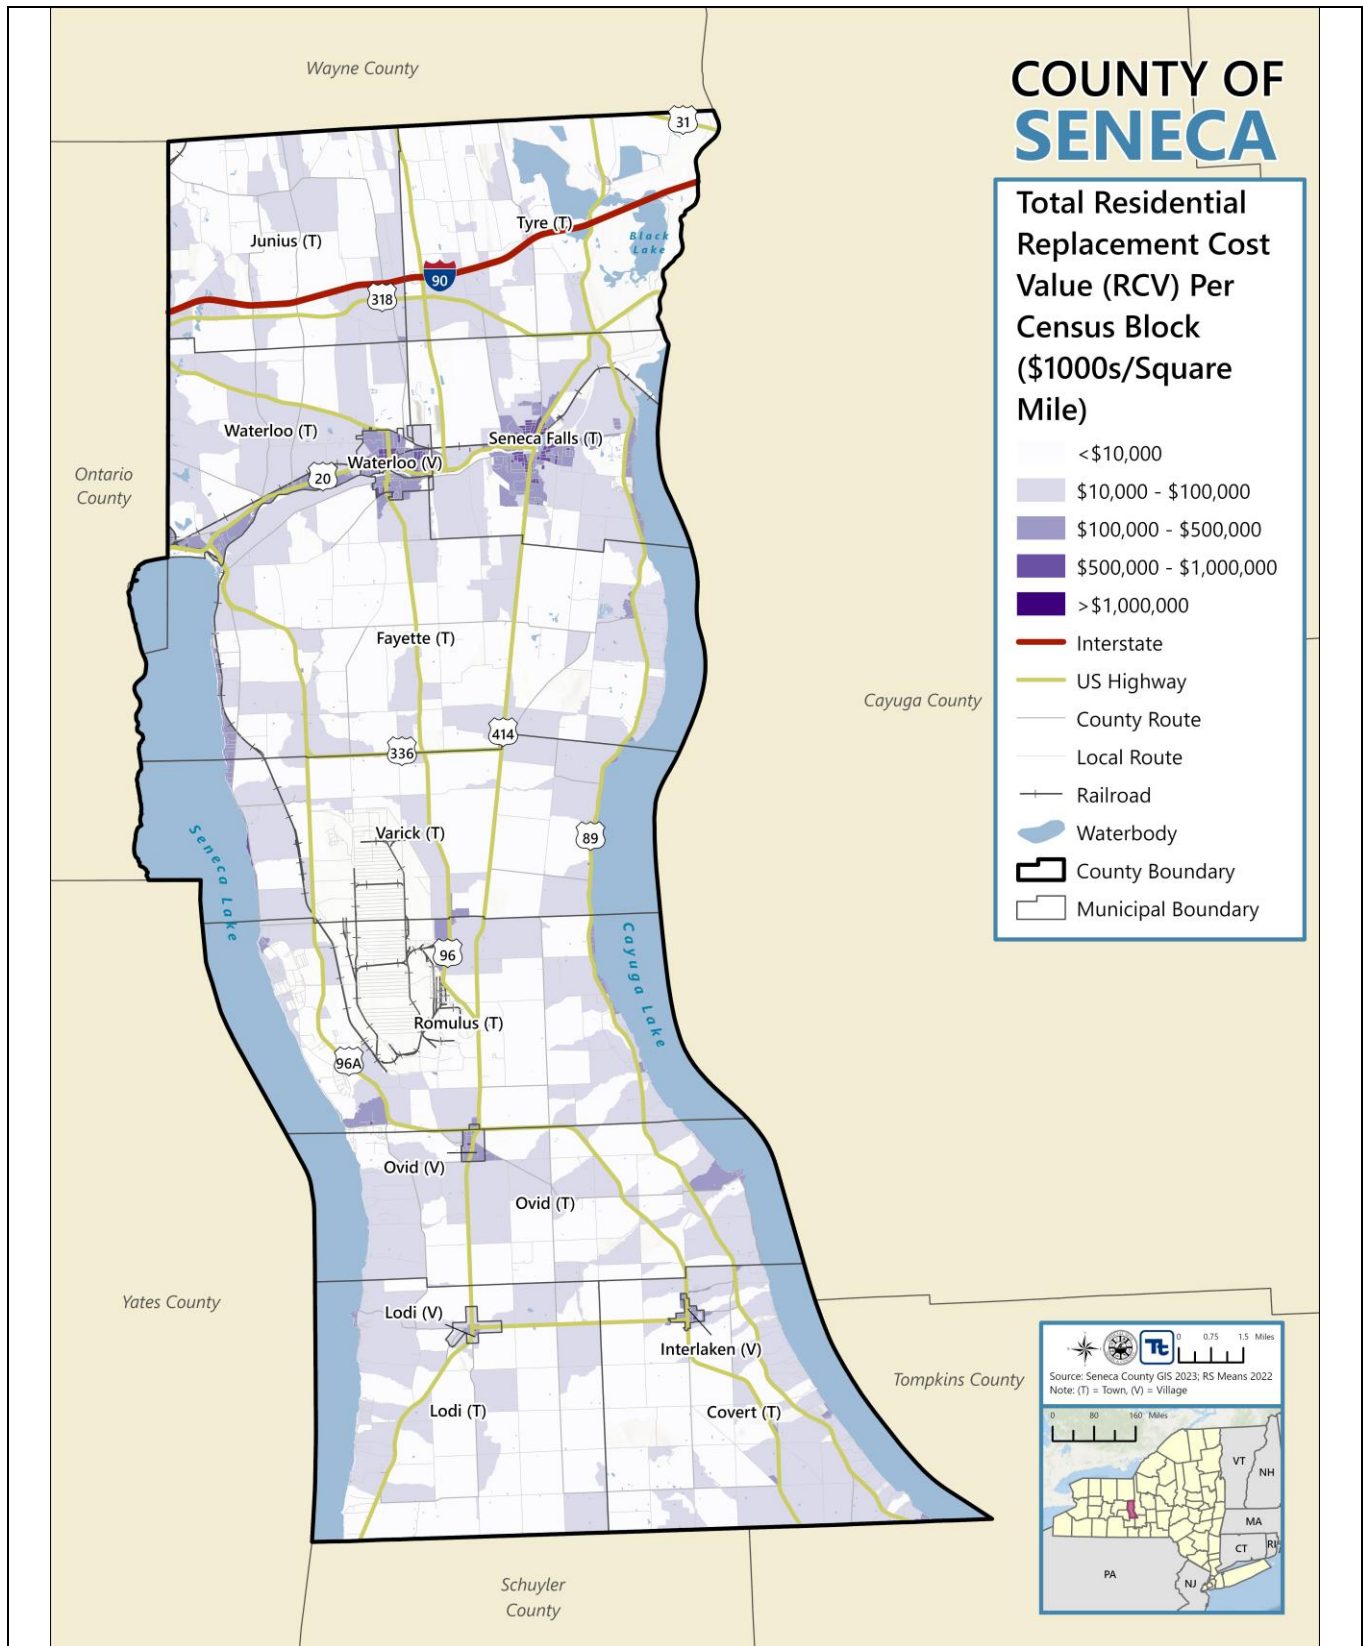 Wayne County
COUNTY OF
SENECA
31
Total Residential
Replacement Cost
Value (RCV) Per
Census Block
($1000s/Square
Mile)
<$10,000
$10,000 - $100,000
$100,000 - $500,000
$500,000 - $1,000,000
>$1,000,000
Interstate
US Highway
County Route
Local Route
Railroad
Waterbody
County Boundary
Municipal Boundary
Tyre (T)
Junius (T)
Black
Lake
90
318
Waterloo (T)
Seneca Falls (T)
Waterloo (V)
20
Ontario
County
Fayette (T)
Cayuga County
414
336
Varick (T)
89
Seneca Lake
Cayuga Lake
96
Romulus (T)
96A
Ovid (V)
Ovid (T)
Yates County
Lodi (V)
Interlaken (V)
Tompkins County
Lodi (T)
Covert (T)
Schuyler
County
Tt
0 0.75 1.5 Miles
Source: Seneca County GIS 2023; RS Means 2022
Note: (T) = Town, (V) = Village
0 80 160 Miles
VT
NH
MA
CT
RI
PA
NJ